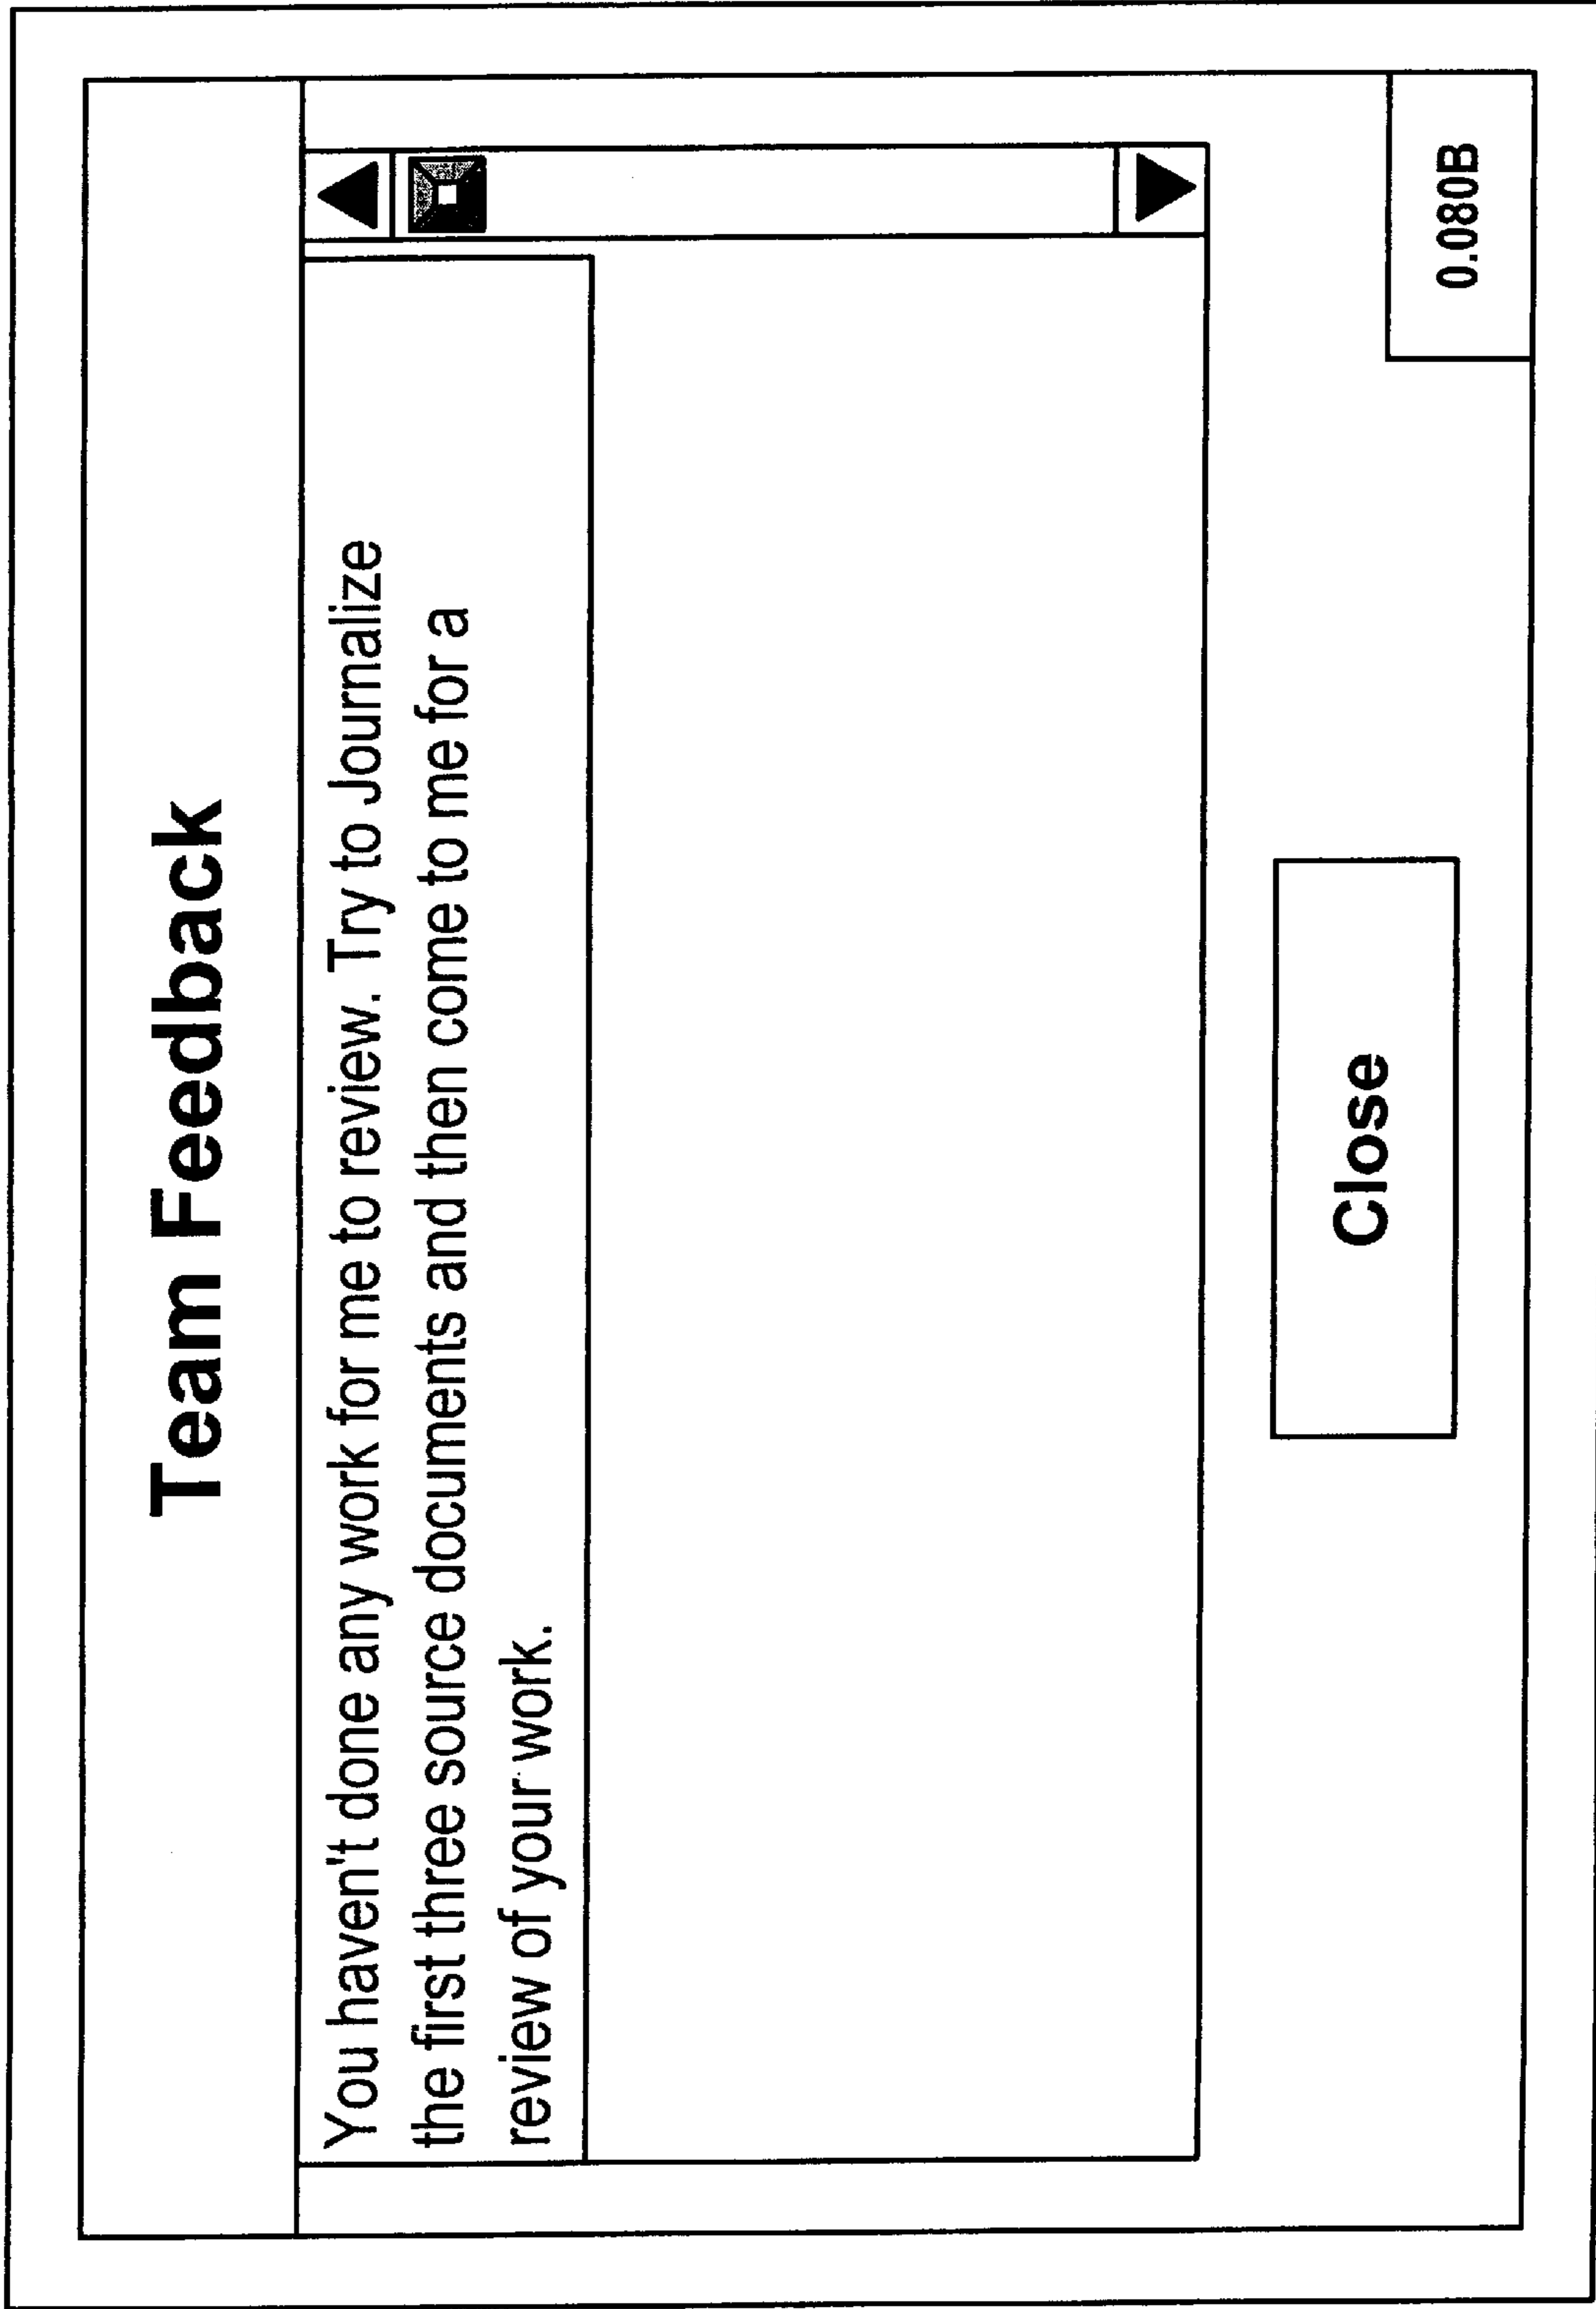 Team Feedback
You haven't done any work for me to review. Try to Journalize
the first three source documents and then come to me for a
review of your work.
Close
0.080B